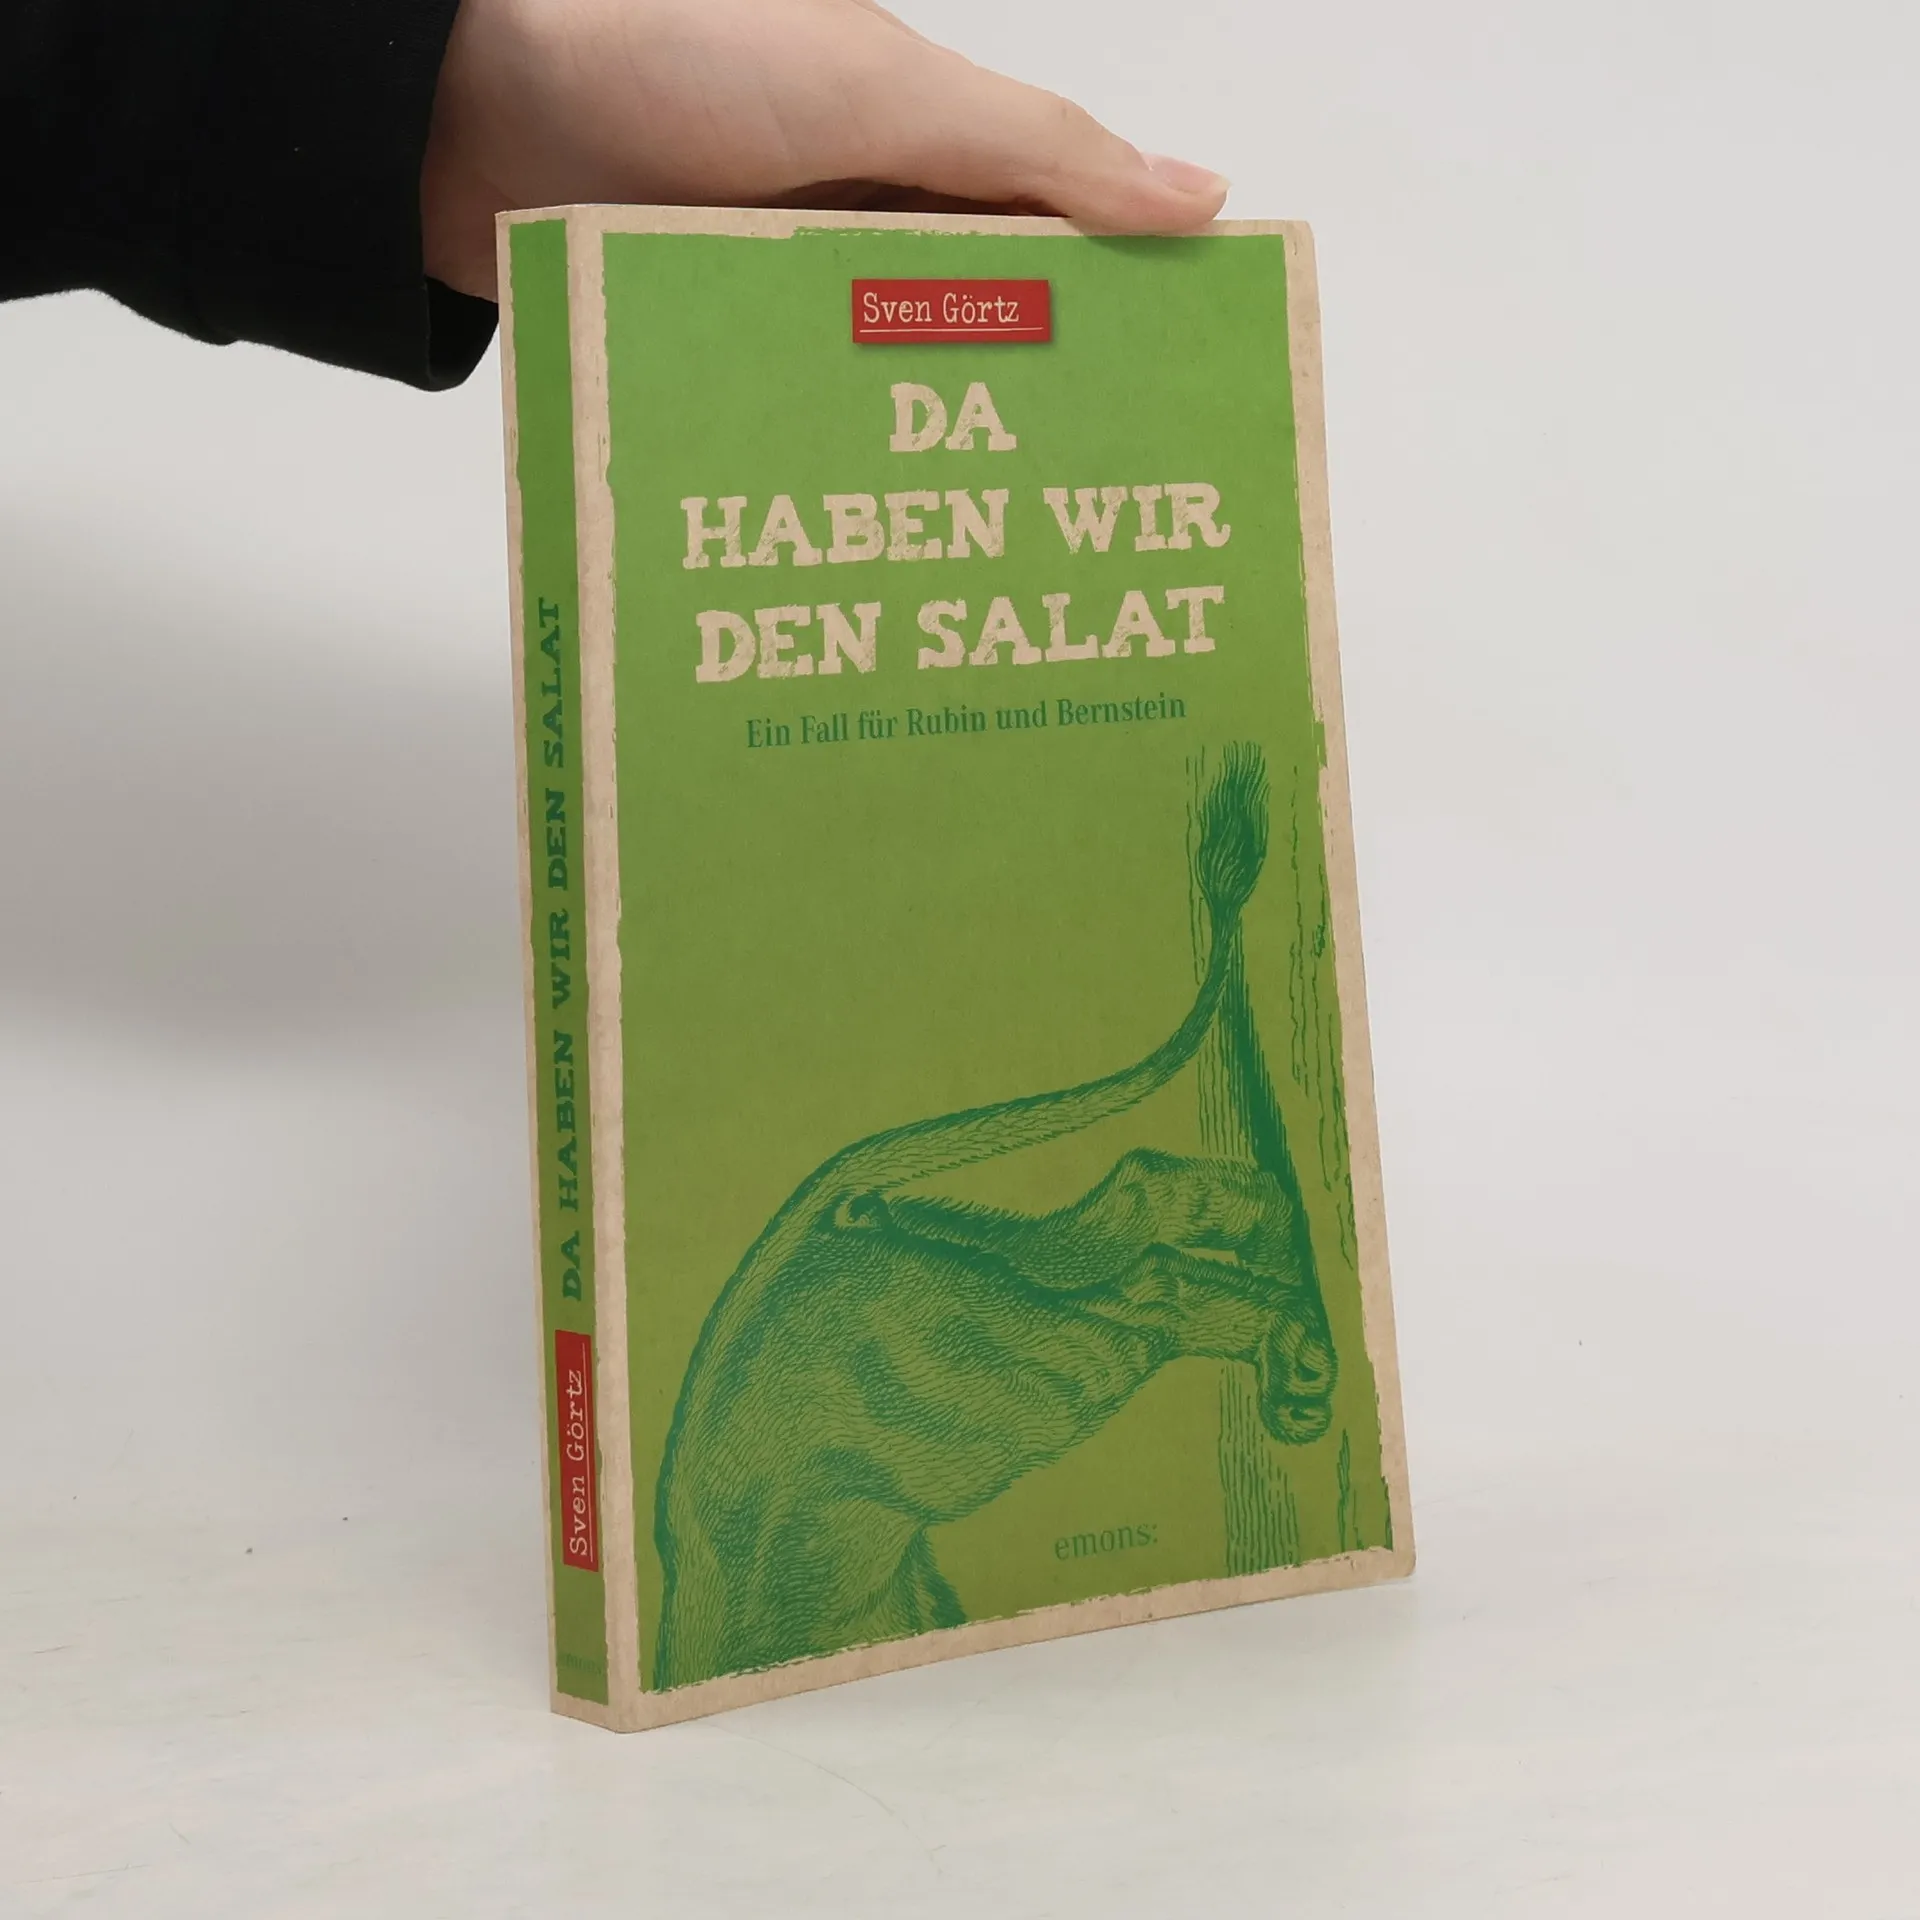 Sven Görtz
DA
HABEN WIR
DEN SALAT
Ein Fall für Rubin und Bernstein
emons:
DA HABEN WIR DEN SALAT
Sven Görtz
emons: